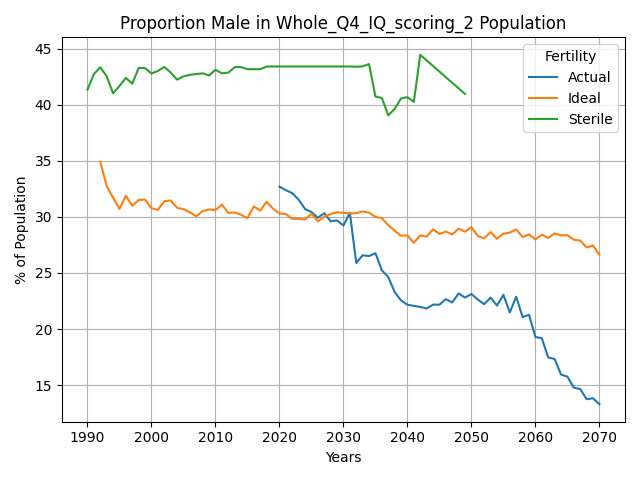 Proportion Male in Whole_Q4_IQ_scoring_2 Population
% of Population
45
40
35
30
25
20
15
Fertility
Actual
Ideal
Sterile
1990 2000 2010 2020 2030 2040 2050 2060 2070
Years